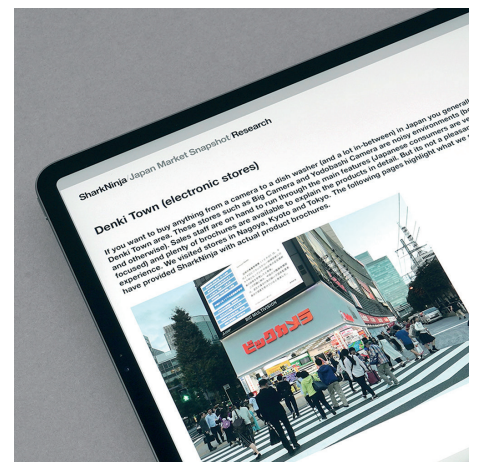 SharkNinja/Japan Market Snapshot/Research
Denki Town (electronic stores)
If you want to buy anything from a camera to a dish washer (and a lot in-between) in Japan you generall
Denki Town area. These stores such as Big Camera and Yodobashi Camera are noisy environments (b
and otherwise). Sales staff are on hand to run through the main features (Japanese consumers are ve
focused) and plenty of brochures are available to explain the products in detail. But its not a pleasa
experience. We visited stores in Nagoya, Kyoto and Tokyo. The following pages highlight what we
have provided SharkNinja with actual product brochures.
BIC MULTIVISION
ビックカメラ